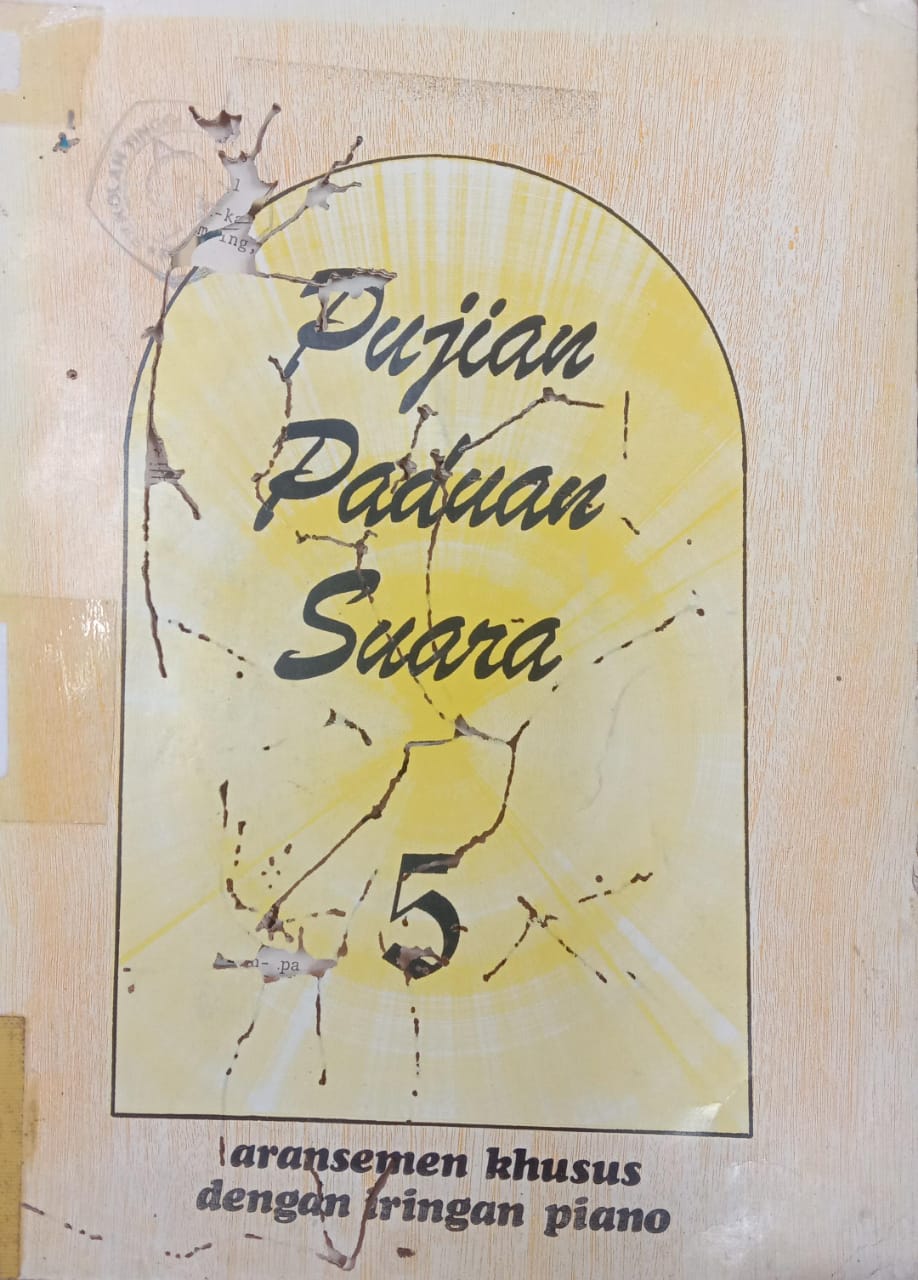 Pujian
Paduan
Suara
5
aransemen khusus
dengan iringan piano